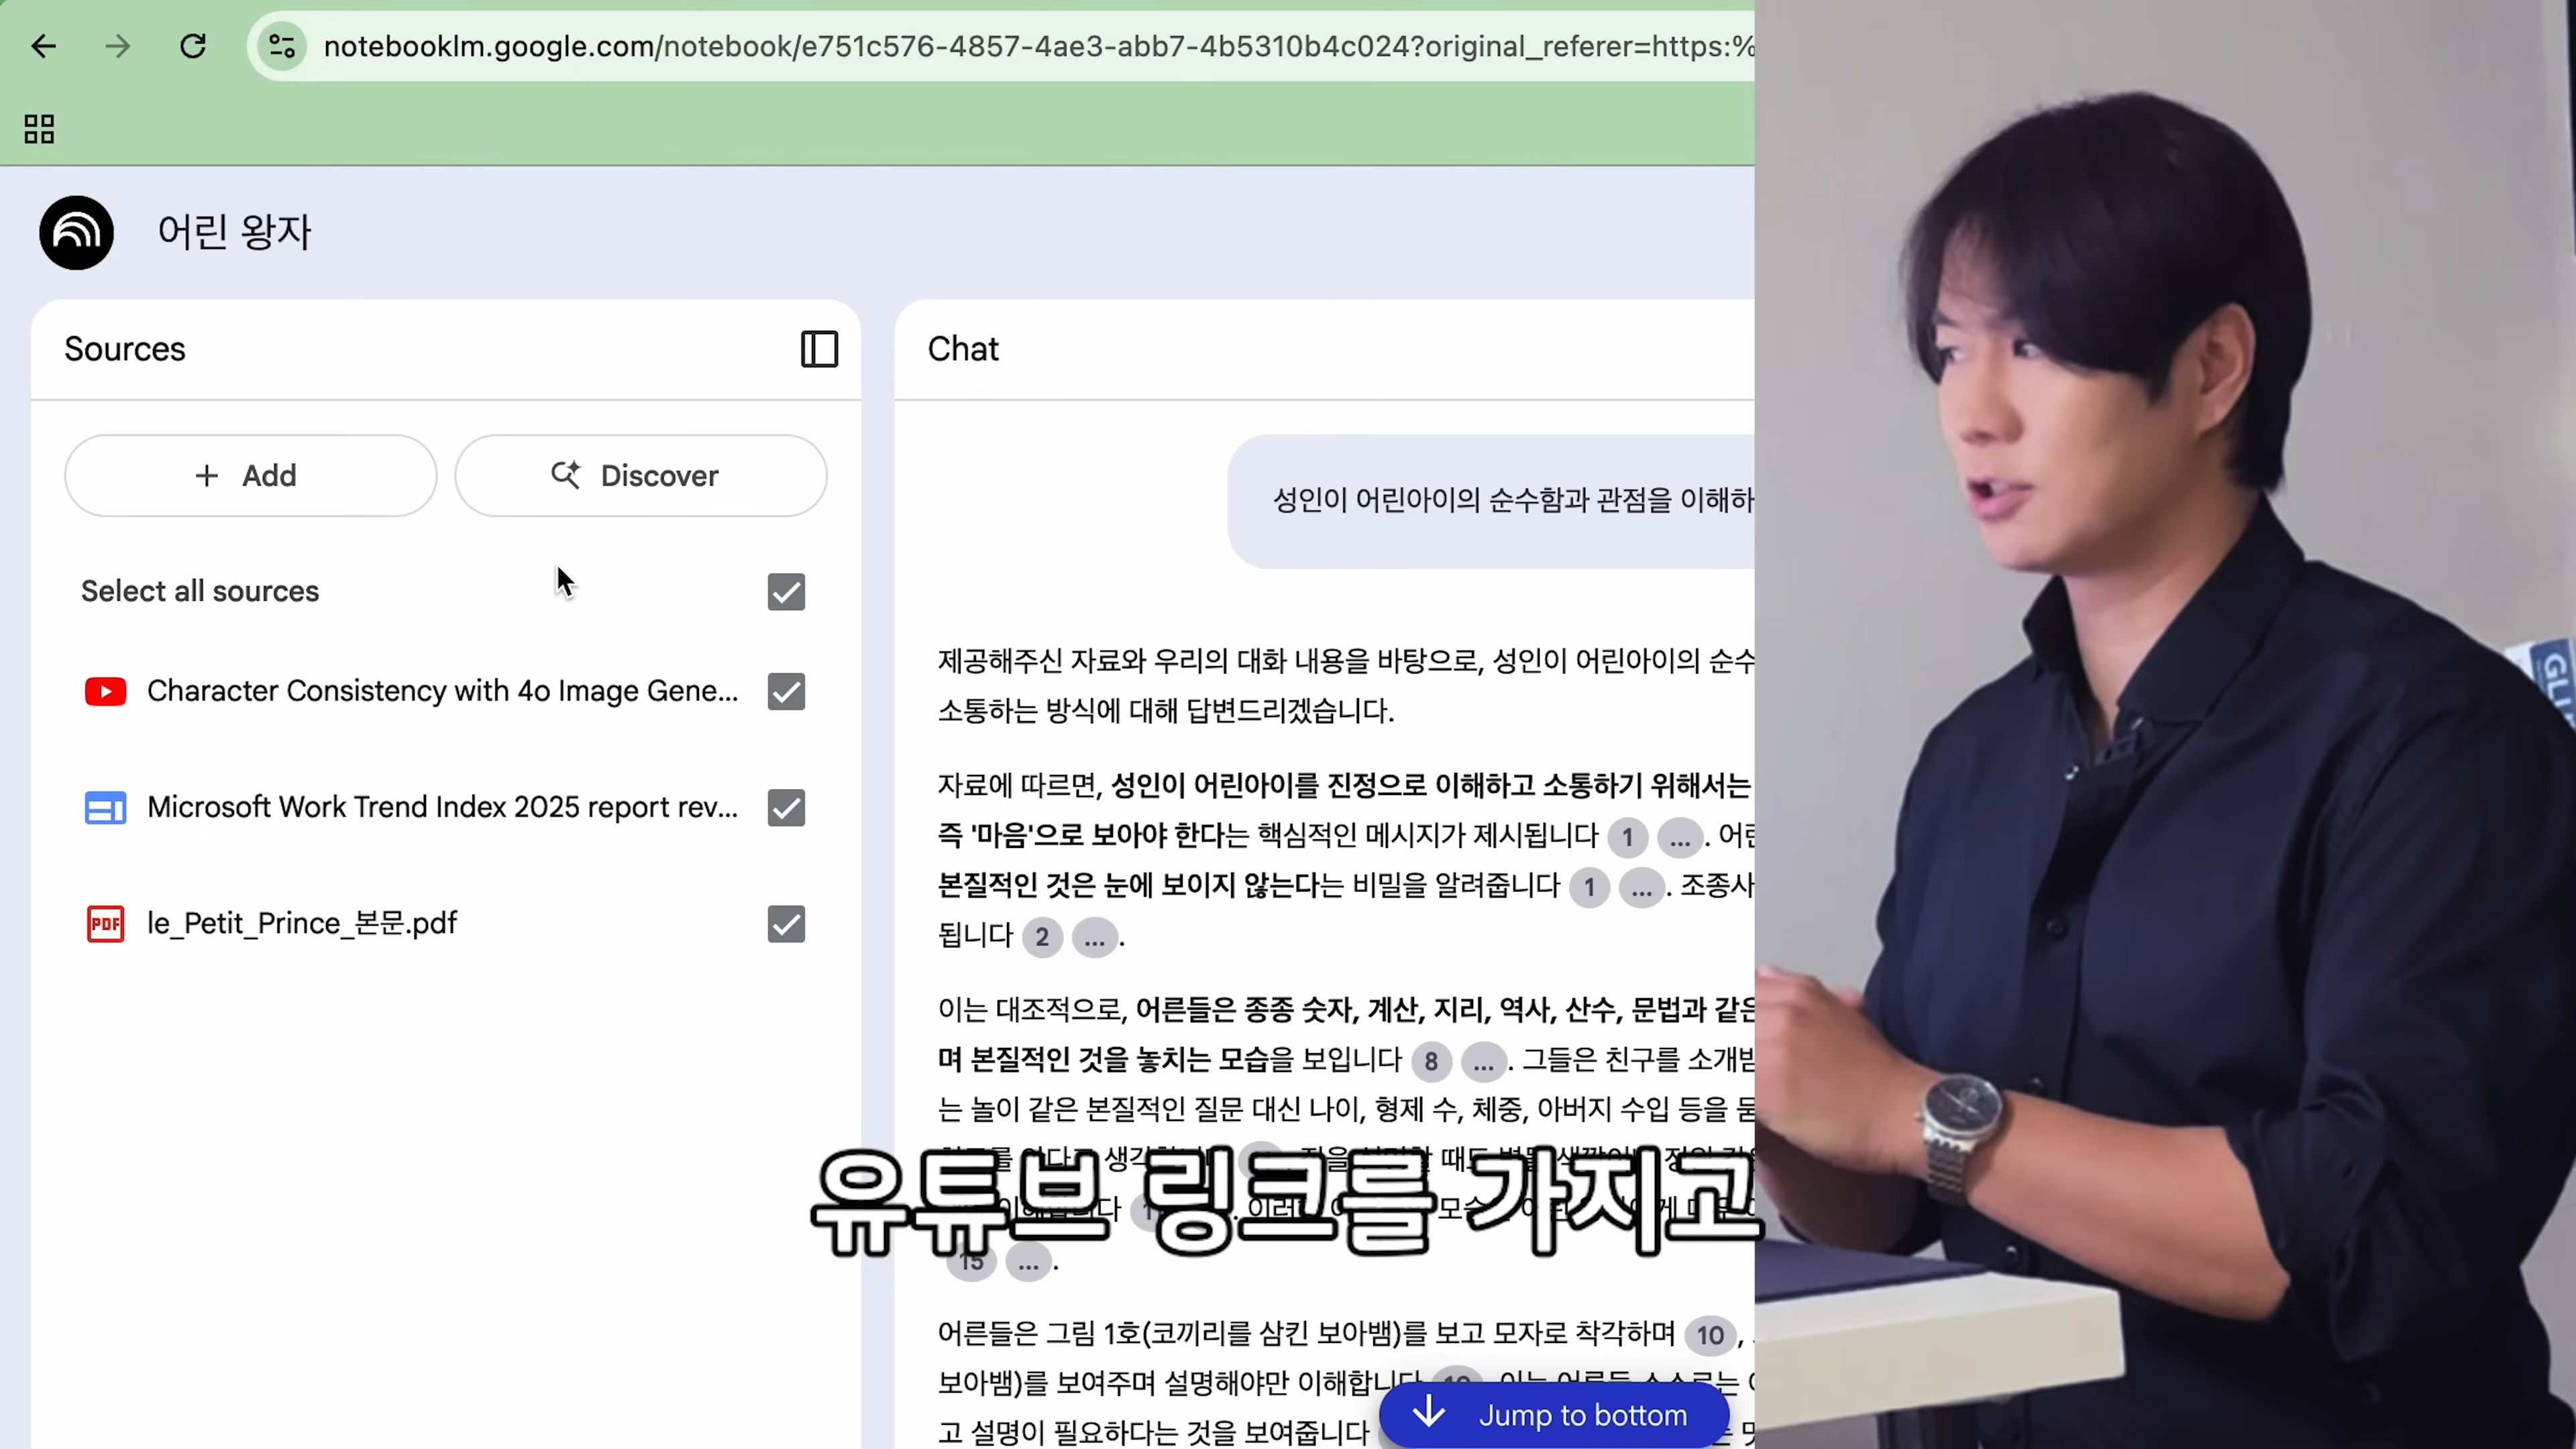 notebooklm.google.com/notebook/e751c576-4857-4ae3-abb7-4b5310b4c024?original_referer=https:%
어린 왕자
Sources
Add
Discover
Select all sources
Character Consistency with 4o Image Gene...
Microsoft Work Trend Index 2025 report rev...
PDF
le_Petit_Prince_본문.pdf
Chat
성인이 어린아이의 순수함과 관점을 이해하
제공해주신 자료와 우리의 대화 내용을 바탕으로, 성인이 어린아이의 순수
소통하는 방식에 대해 답변드리겠습니다.
자료에 따르면, 성인이 어린아이를 진정으로 이해하고 소통하기 위해서는
즉 '마음'으로 보아야 한다는 핵심적인 메시지가 제시됩니다 1 ... . 어린
본질적인 것은 눈에 보이지 않는다는 비밀을 알려줍니다 1 ... . 조종사
됩니다 2 ... .
이는 대조적으로, 어른들은 종종 숫자, 계산, 지리, 역사, 산수, 문법과 같은
며 본질적인 것을 놓치는 모습을 보입니다 8 ... . 그들은 친구를 소개받
는 놀이 같은 본질적인 질문 대신 나이, 형제 수, 체중, 아버지 수입 등을 묻
유튜브 링크를 가지고
15 ... .
어른들은 그림 1호(코끼리를 삼킨 보아뱀)를 보고 모자로 착각하며 10 ,
보아뱀)를 보여주며 설명해야만 이해합니다
고 설명이 필요하다는 것을 보여줍니다
Jump to bottom